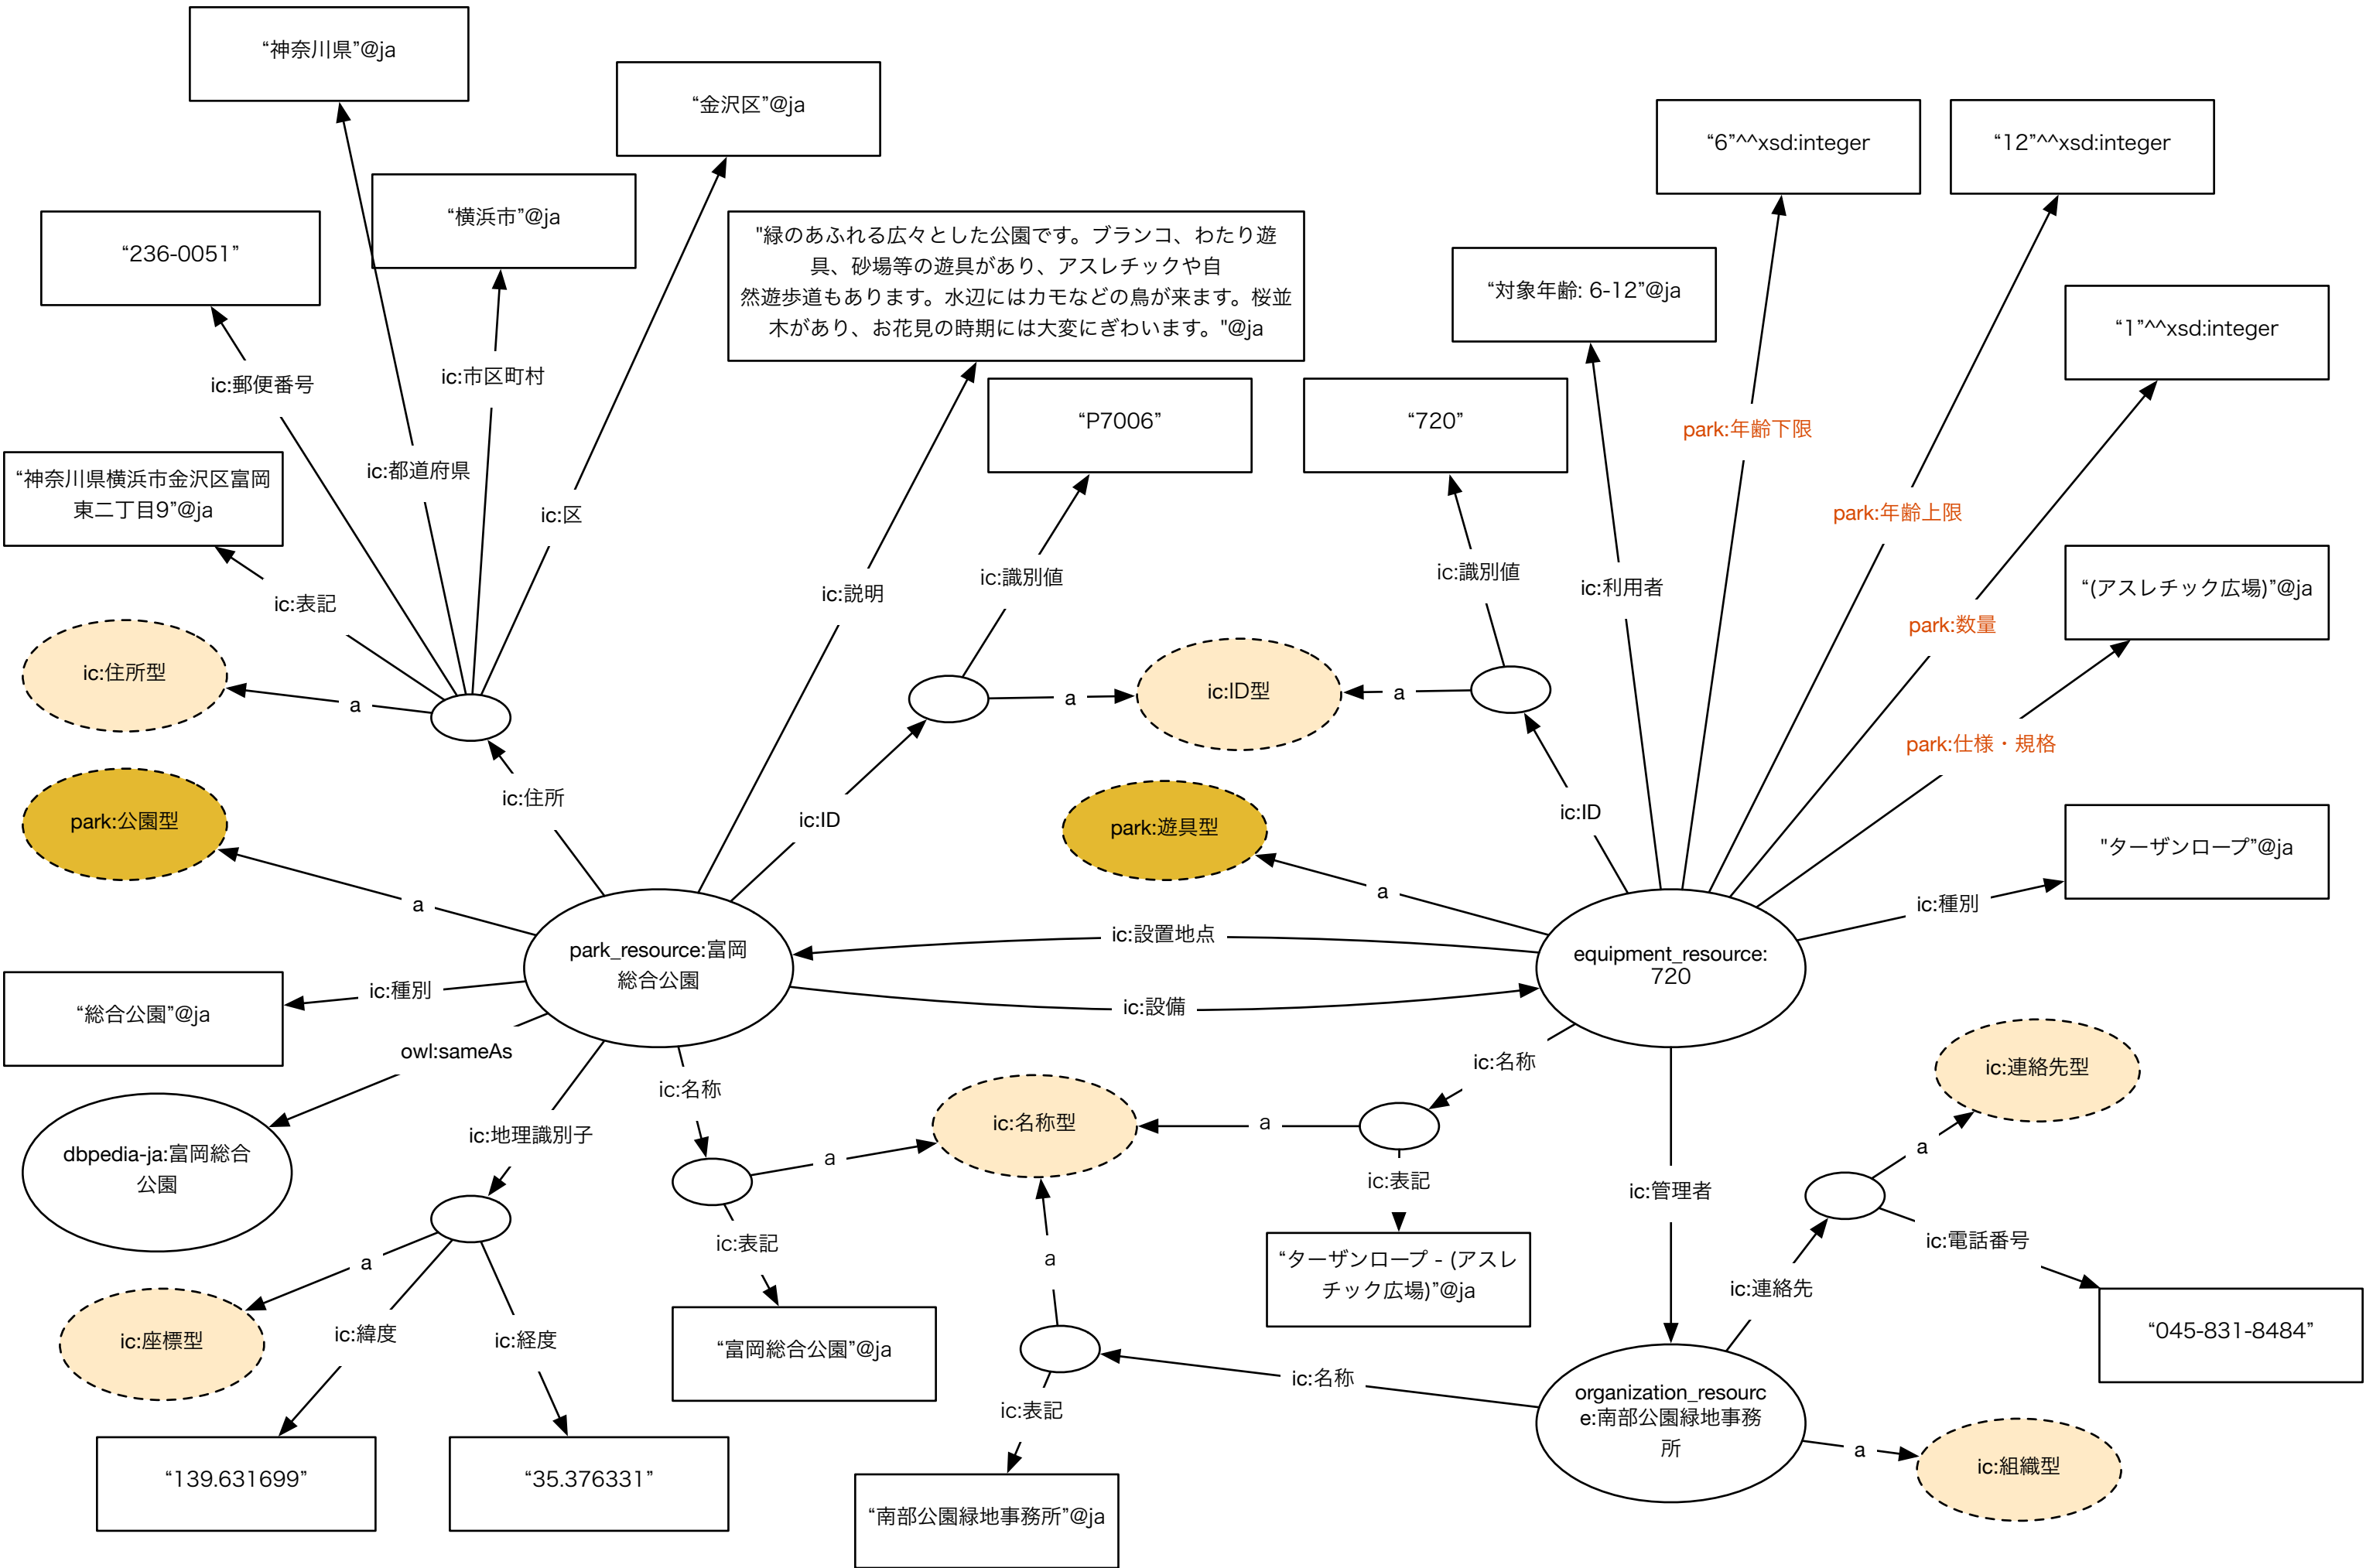 “神奈川県”@ja
“金沢区”@ja
“6”^^xsd:integer
“12”^^xsd:integer
“横浜市”@ja
“236-0051”
"緑のあふれる広々とした公園です。ブランコ、わたり遊
具、砂場等の遊具があり、アスレチックや自
然遊歩道もあります。水辺にはカモなどの鳥が来ます。桜並
木があり、お花見の時期には大変にぎわいます。"@ja
“対象年齢: 6-12”@ja
“1”^^xsd:integer
ic:郵便番号
ic:市区町村
“P7006”
“720”
park:年齢下限
ic:都道府県
“神奈川県横浜市金沢区富岡
東二丁目9”@ja
ic:区
park:年齢上限
ic:表記
ic:説明
ic:識別値
ic:識別値
ic:利用者
“(アスレチック広場)”@ja
park:数量
ic:住所型
a
a
ic:ID型
a
park:仕様・規格
ic:住所
park:公園型
ic:ID
park:遊具型
ic:ID
"ターザンロープ”@ja
a
a
ic:種別
park_resource:富岡
総合公園
ic:設置地点
equipment_resource:
720
ic:種別
“総合公園”@ja
ic:設備
owl:sameAs
ic:名称
ic:名称
ic:連絡先型
ic:地理識別子
ic:名称型
a
a
a
dbpedia-ja:富岡総合
公園
ic:表記
ic:管理者
ic:表記
ic:電話番号
a
a
“ターザンロープ - (アスレ
チック広場)”@ja
ic:連絡先
ic:座標型
ic:緯度
ic:経度
“富岡総合公園”@ja
“045-831-8484”
ic:名称
ic:表記
organization_resourc
e:南部公園緑地事務
所
a
ic:組織型
“139.631699”
“35.376331”
“南部公園緑地事務所”@ja